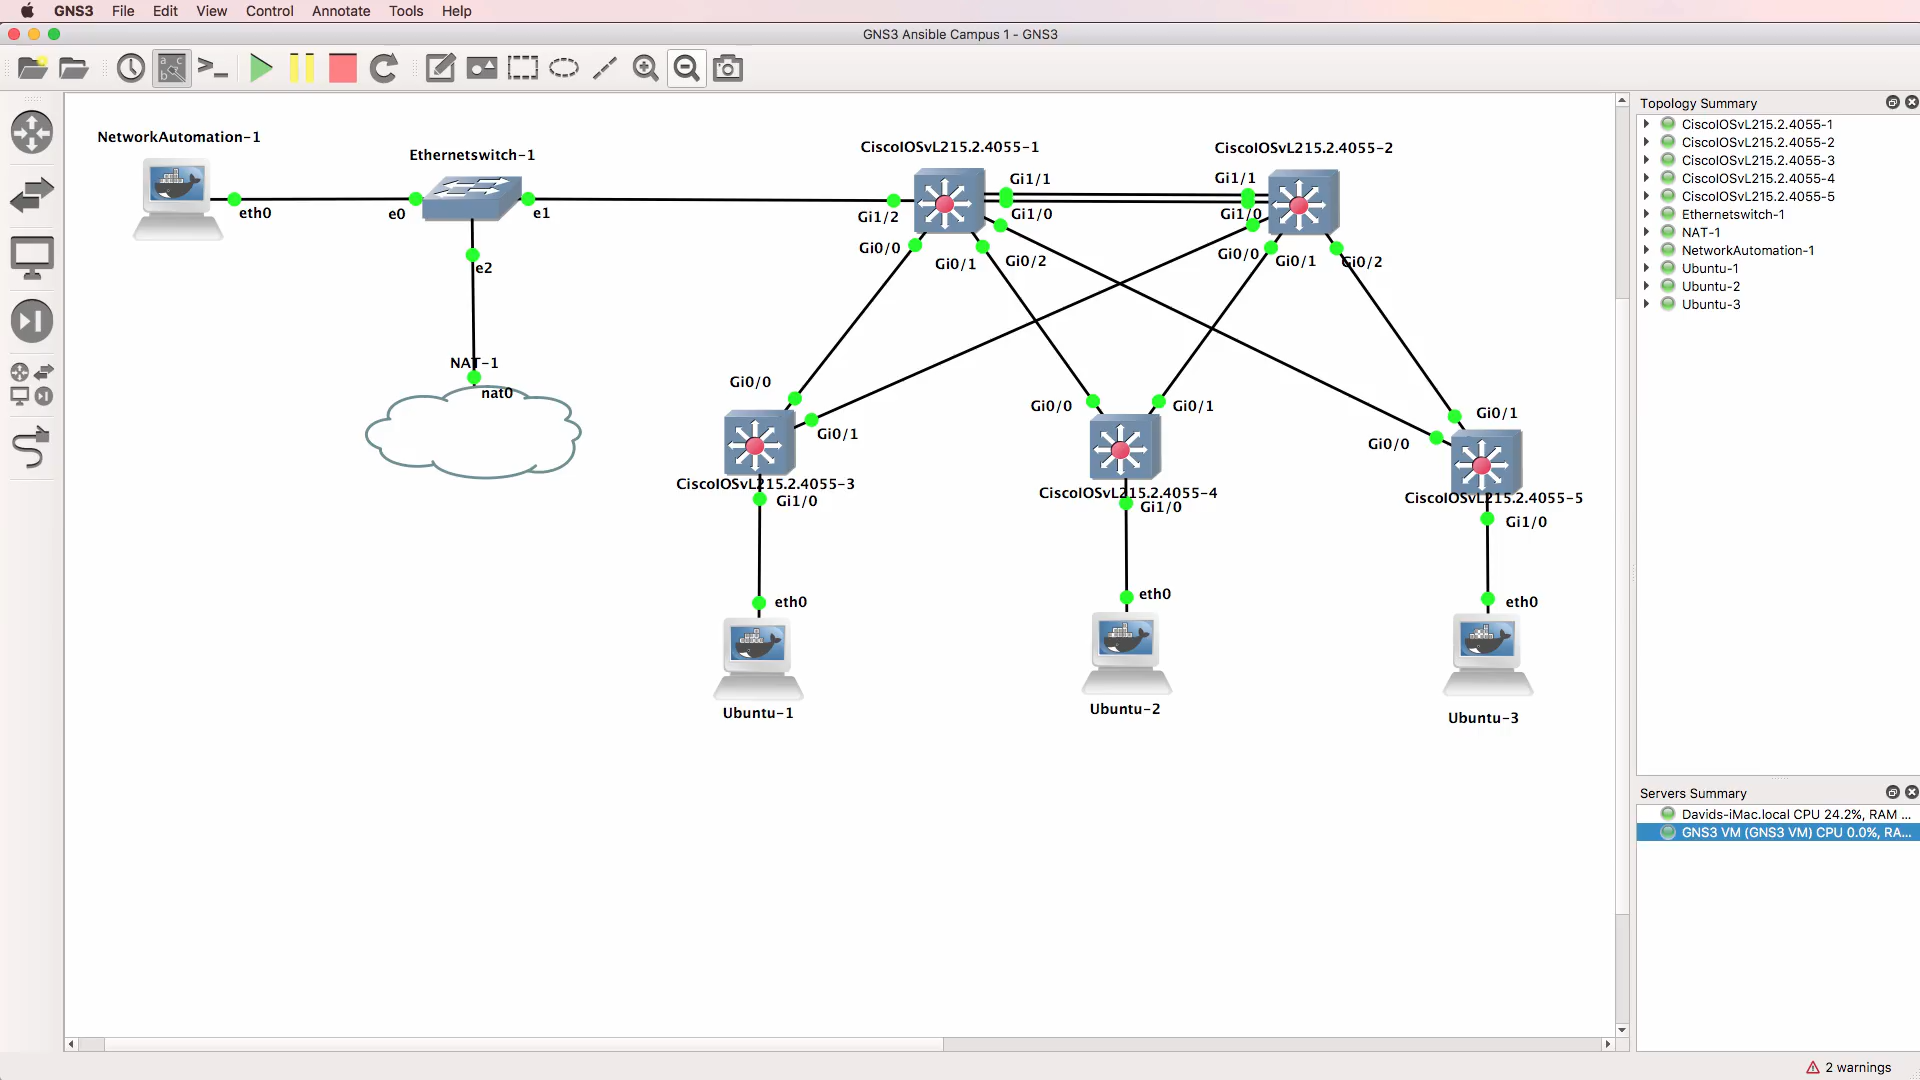 GNS3 File Edit View Control Annotate Tools Help
GNS3 Ansible Campus 1 - GNS3
NetworkAutomation-1
Ethernetswitch-1
CiscoIOSvL215.2.4055-1
CiscoIOSvL215.2.4055-2
Gi1/1
Gi1/1
eth0
e0
e1
Gi1/2
Gi1/0
Gi1/0
Gi0/0
Gi0/1
Gi0/2
Gi0/0
Gi0/1
Gi0/2
e2
NAT-1
nat0
Gi0/0
Gi0/1
Gi0/0
Gi0/1
Gi0/1
Gi0/0
CiscoIOSvL215.2.4055-3
CiscoIOSvL215.2.4055-4
CiscoIOSvL215.2.4055-5
Gi1/0
Gi1/0
Gi1/0
eth0
eth0
eth0
Ubuntu-1
Ubuntu-2
Ubuntu-3
Topology Summary
CiscoIOSvL215.2.4055-1
CiscoIOSvL215.2.4055-2
CiscoIOSvL215.2.4055-3
CiscoIOSvL215.2.4055-4
CiscoIOSvL215.2.4055-5
Ethernetswitch-1
NAT-1
NetworkAutomation-1
Ubuntu-1
Ubuntu-2
Ubuntu-3
Servers Summary
Davids-iMac.local CPU 24.2%, RAM ...
GNS3 VM (GNS3 VM) CPU 0.0%, RA...
2 warnings